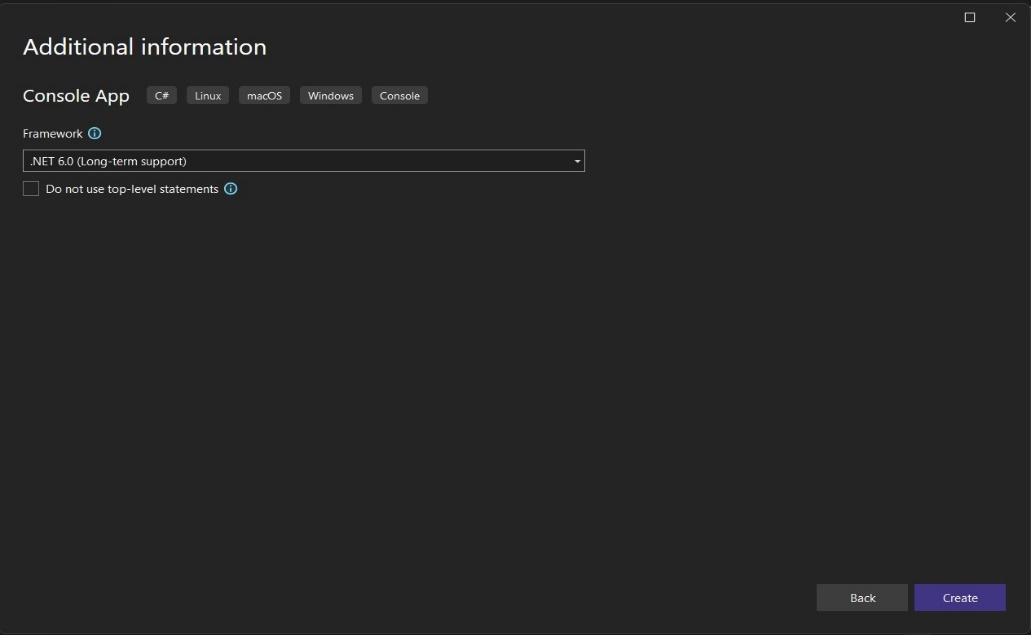 Additional information
Console App C# Linux macOS Windows Console
Framework
.NET 6.0 (Long-term support)
Do not use top-level statements
Back Create